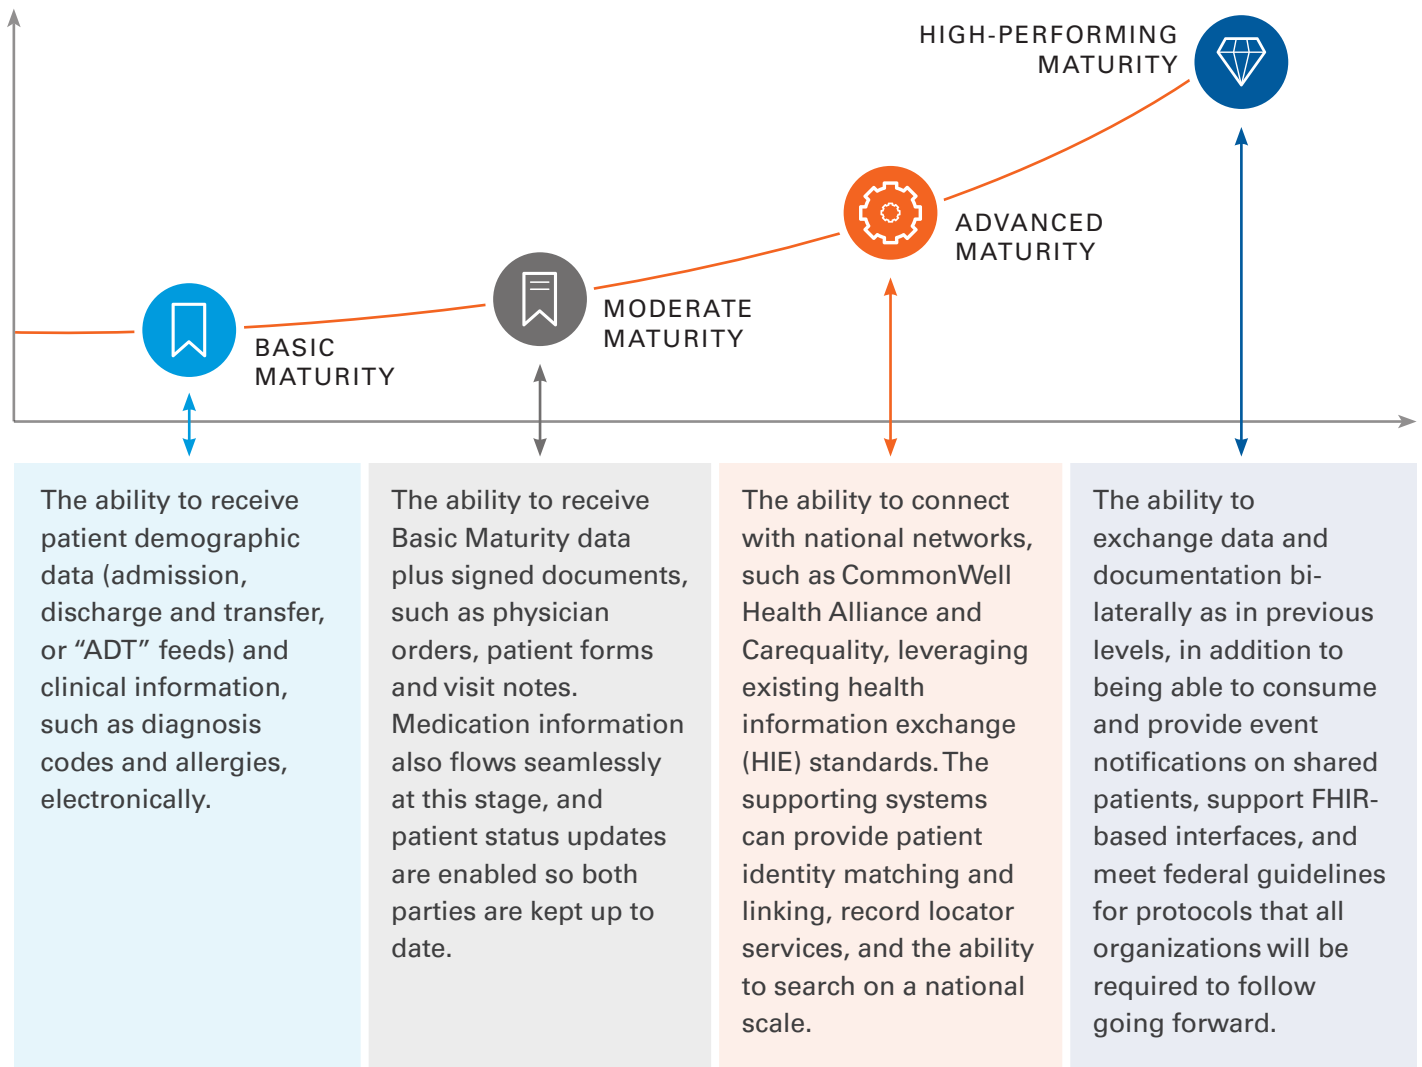 HIGH-PERFORMING
MATURITY
ADVANCED
MATURITY
MODERATE
MATURITY
BASIC
MATURITY
The ability to receive
patient demographic
data (admission,
discharge and transfer,
or “ADT” feeds) and
clinical information,
such as diagnosis
codes and allergies,
electronically.
The ability to receive
Basic Maturity data
plus signed documents,
such as physician
orders, patient forms
and visit notes.
Medication information
also flows seamlessly
at this stage, and
patient status updates
are enabled so both
parties are kept up to
date.
The ability to connect
with national networks,
such as CommonWell
Health Alliance and
Carequality, leveraging
existing health
information exchange
(HIE) standards. The
supporting systems
can provide patient
identity matching and
linking, record locator
services, and the ability
to search on a national
scale.
The ability to
exchange data and
documentation bi-
laterally as in previous
levels, in addition to
being able to consume
and provide event
notifications on shared
patients, support FHIR-
based interfaces, and
meet federal guidelines
for protocols that all
organizations will be
required to follow
going forward.